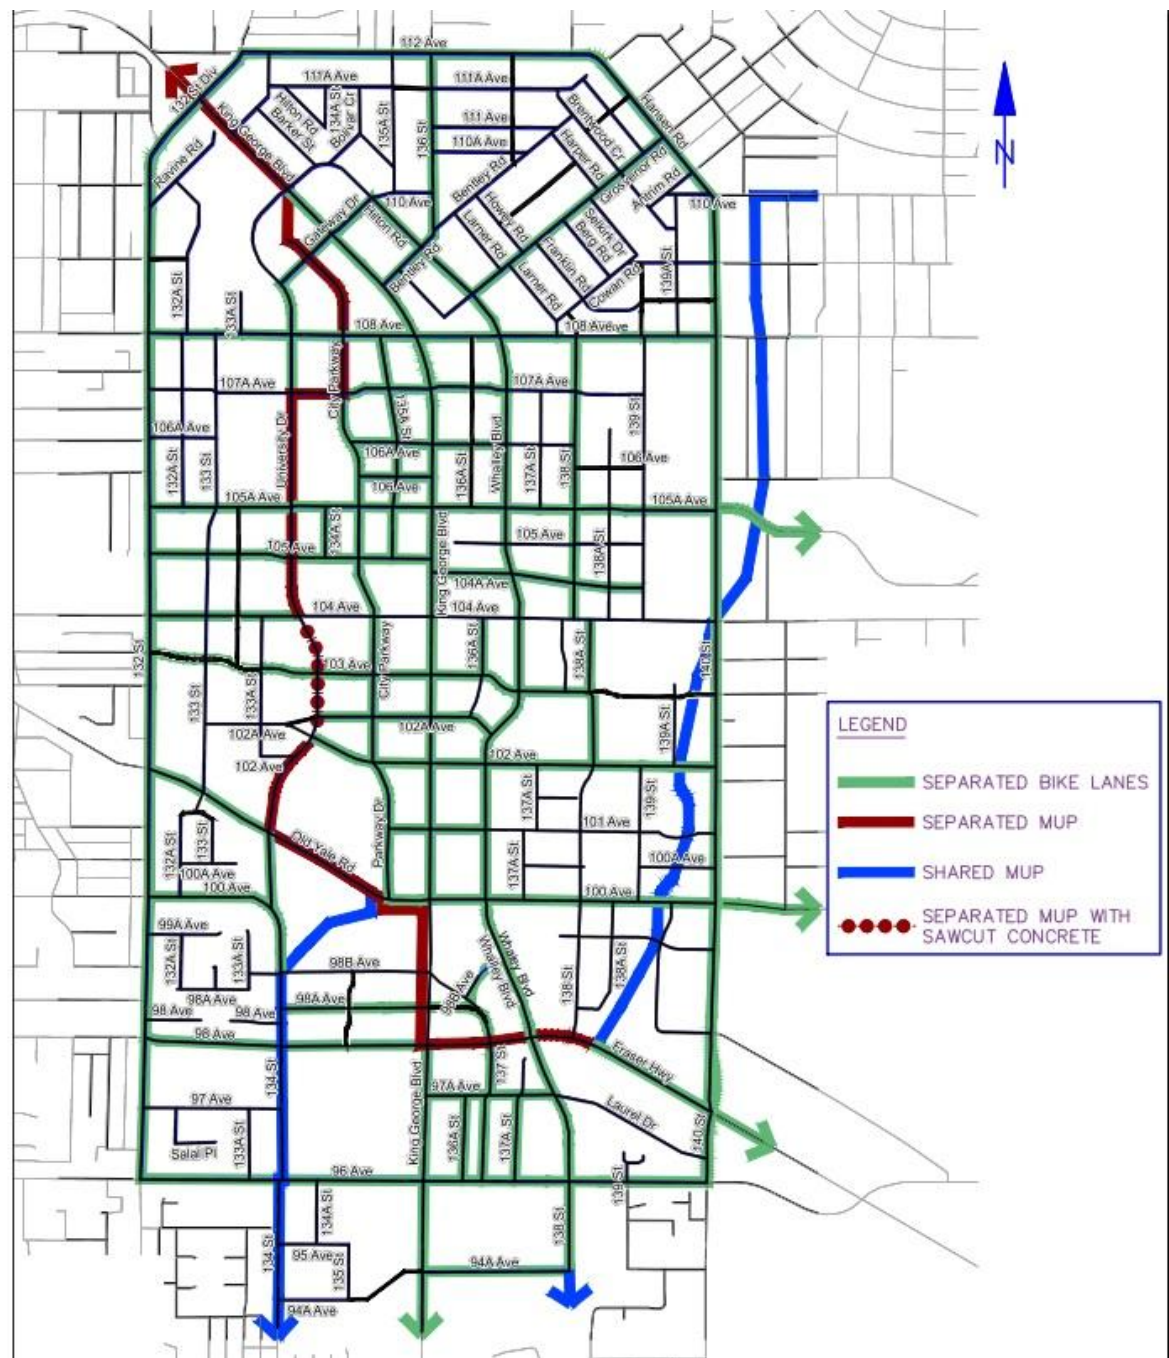 112 Ave
132 St Div
King George Blvd
111A Ave
111A Ave
Hilton Rd
Barker St
134A St
Bolivar Cr
135A St
136 St
111 Ave
110A Ave
Brentwood Cr
Hansen Rd
Harper Rd
Grosvenor Rd
Antrim Rd
Ravine Rd
Bentley Rd
110 Ave
110 Ave
Gateway Dr
Hilton Rd
Howey Rd
Larner Rd
Selkirk Dr
Berg Rd
Franklin Rd
Bentley Rd
Larner Rd
Cowan Rd
139A St
N
132A St
133A St
108 Ave
108 Ave
City Parkway
107A Ave
107A Ave
106A Ave
University Dr
106A Ave
Whalley Blvd
139 St
132A St
133 St
106 Ave
136A St
137A St
138 St
106 Ave
105A Ave
105A Ave
134A St
King George Blvd
105 Ave
105 Ave
138A St
104A Ave
104 Ave
104 Ave
132 St
103 Ave
City Parkway
136A St
138A St
140 St
133 St
133A St
102A Ave
102A Ave
139A St
102 Ave
102 Ave
137A St
139 St
Parkway Dr
101 Ave
132A St
133 St
Old Yale Rd
137A St
100A Ave
100A Ave
100 Ave
100 Ave
99A Ave
132A St
133A St
98B Ave
98B Ave
Whalley Blvd
Whalley Blvd
138 St
138A St
98A Ave
98A Ave
98 Ave
98 Ave
98 Ave
134 St
137 St
Fraser Hwy
King George Blvd
97A Ave
97 Ave
Laurel Dr
140 St
Salal Pl
133A St
136A St
137A St
96 Ave
139 St
134A St
138 St
134 St
95 Ave
135 St
94A Ave
94A Ave
LEGEND
SEPARATED BIKE LANES
SEPARATED MUP
SHARED MUP
SEPARATED MUP WITH
SAWCUT CONCRETE